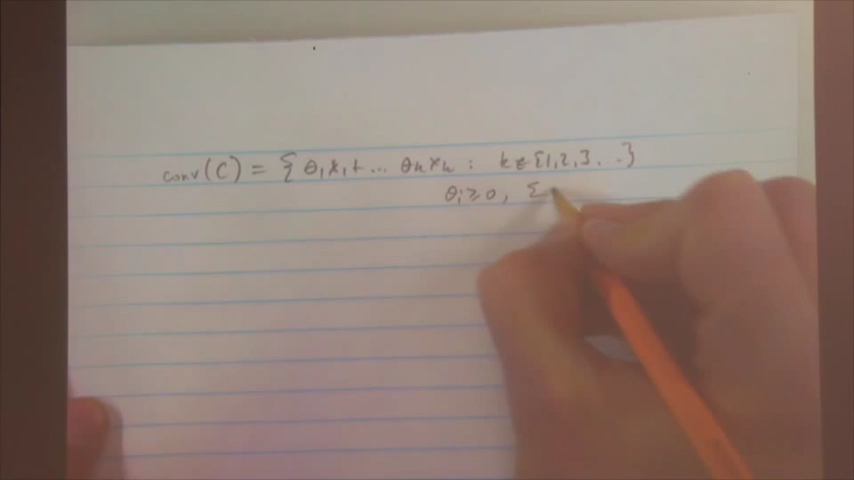 conv(C) = { θ₁x₁ + ... θₖxₖ : k ∈ {1,2,3, ..}
θᵢ ≥ 0, Σ